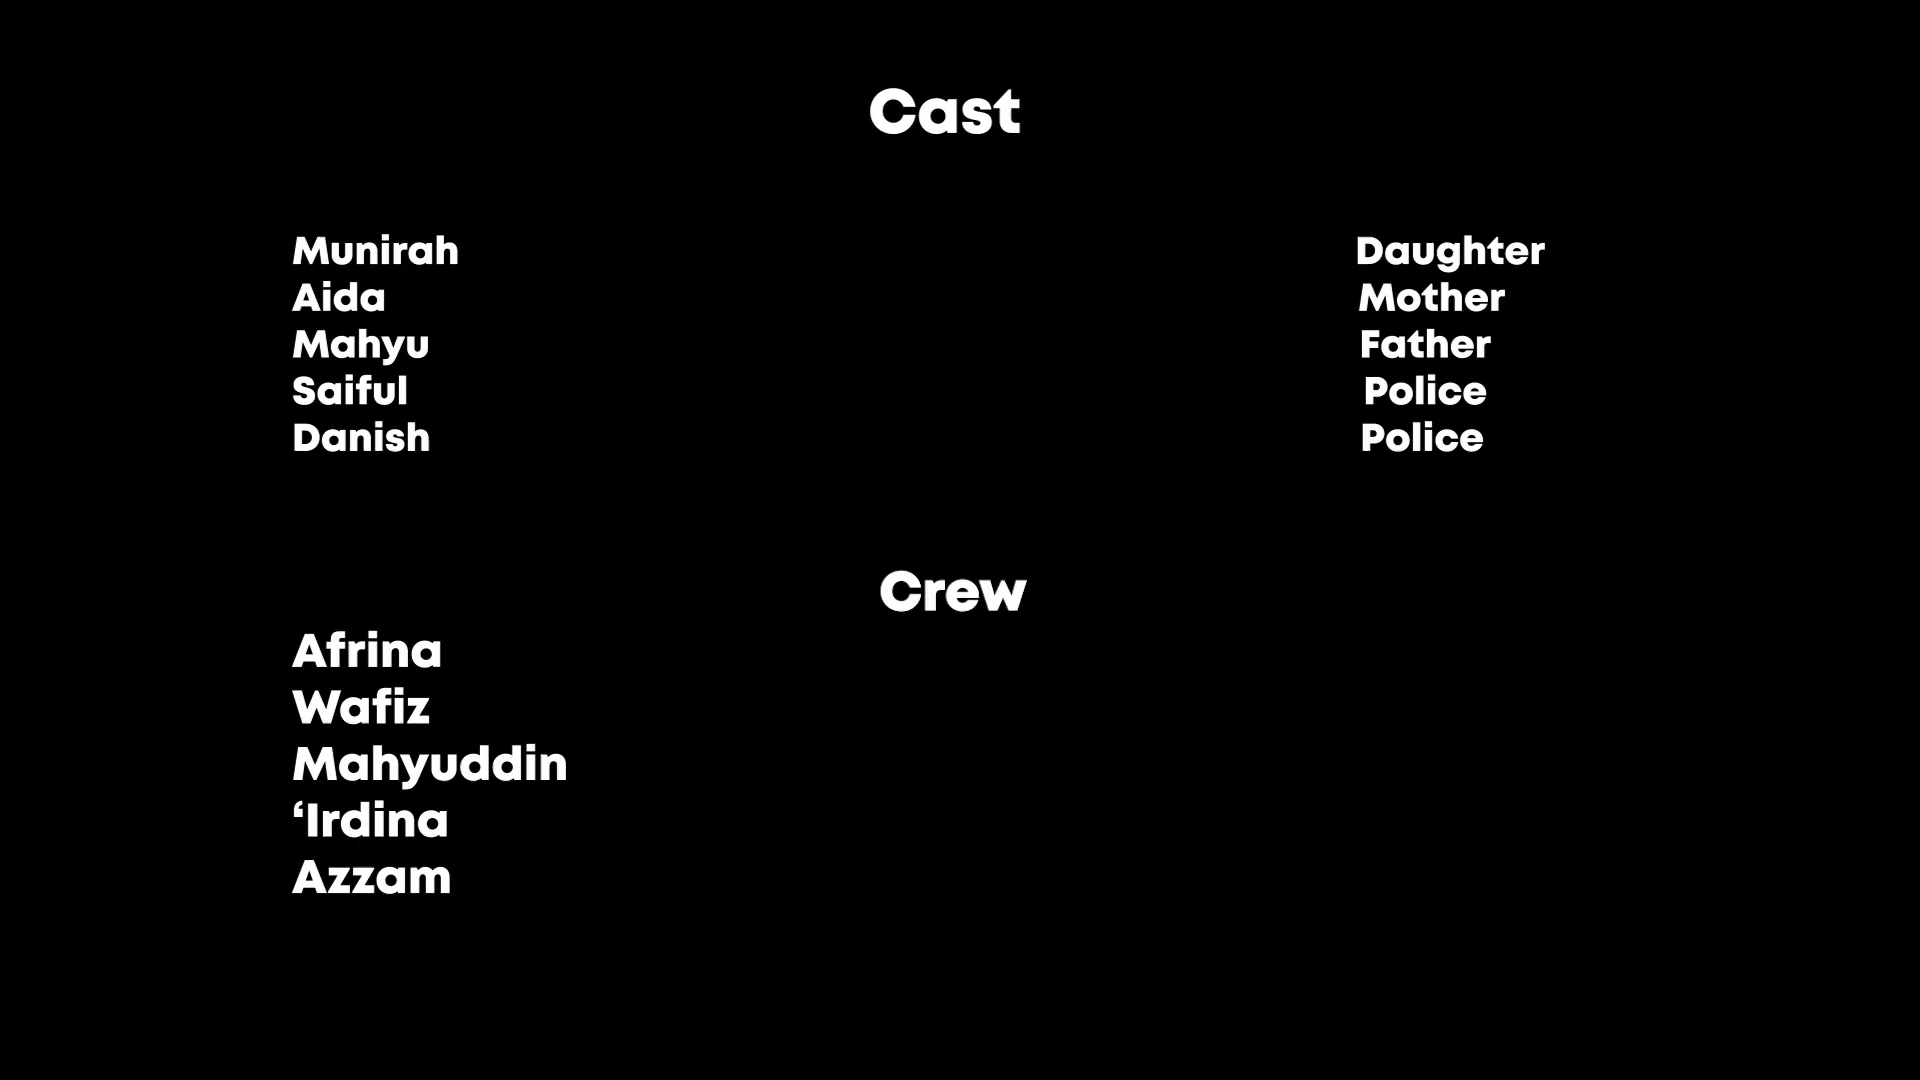 Cast
Munirah Daughter
Aida Mother
Mahyu Father
Saiful Police
Danish Police
Crew
Afrina
Wafiz
Mahyuddin
‘Irdina
Azzam